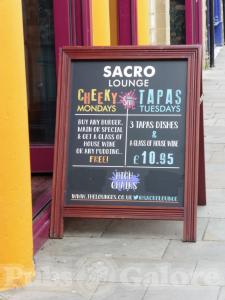 SACRO
LOUNGE
CHEEKY
MONDAYS
TAPAS
TUESDAYS
BUY ANY BURGER,
MAIN OR SPECIAL
& GET A GLASS OF
HOUSE WINE
OR ANY PUDDING...
FREE!
3 TAPAS DISHES
&
A GLASS OF HOUSE WINE
£10.95
WWW.THELOUNGES.CO.UK
Pubs Galore